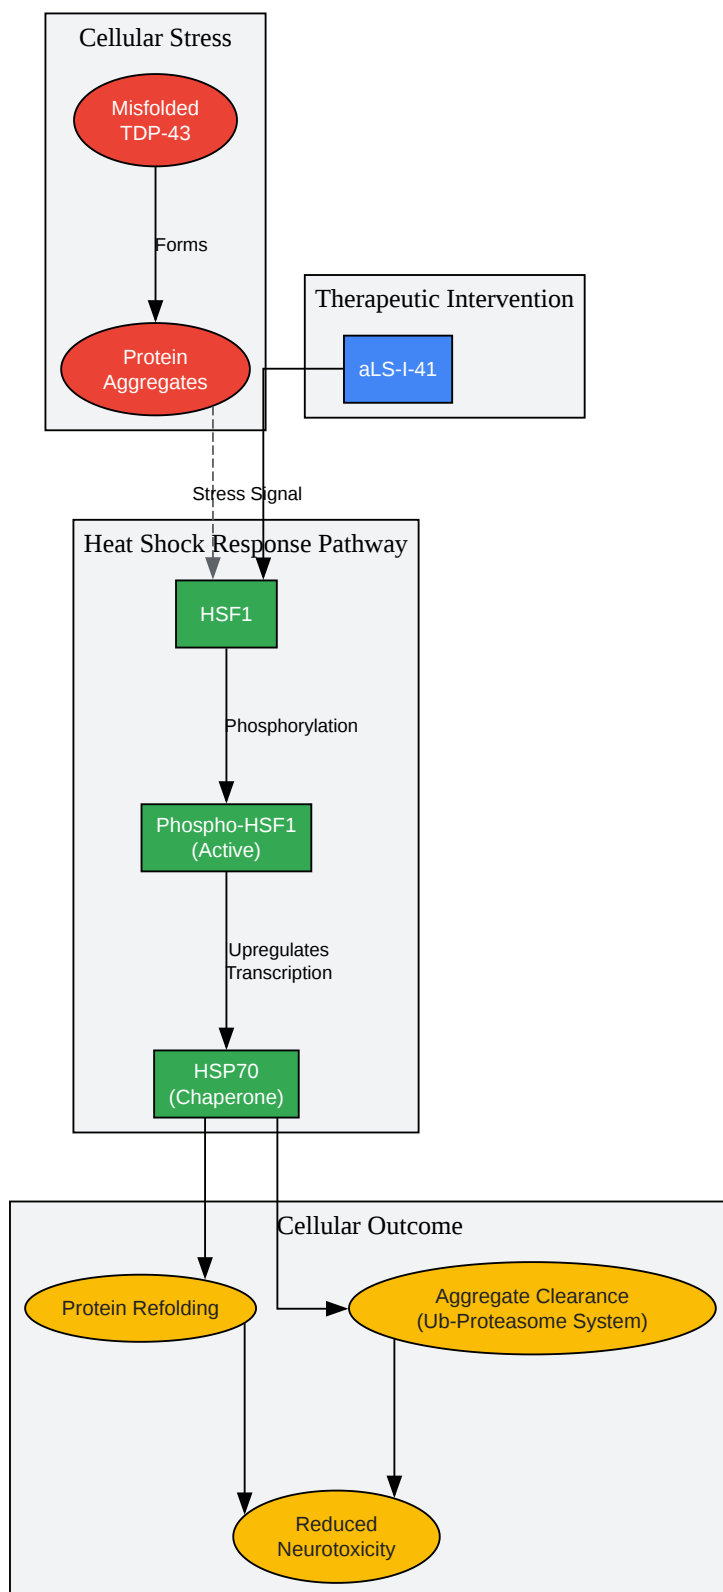 Cellular Stress
Misfolded
TDP-43
Forms
Therapeutic Intervention
Protein
Aggregates
aLS-I-41
Stress Signal
Heat Shock Response Pathway
HSF1
Phosphorylation
Phospho-HSF1
(Active)
Upregulates
Transcription
HSP70
(Chaperone)
Cellular Outcome
Protein Refolding
Aggregate Clearance
(Ub-Proteasome System)
Reduced
Neurotoxicity